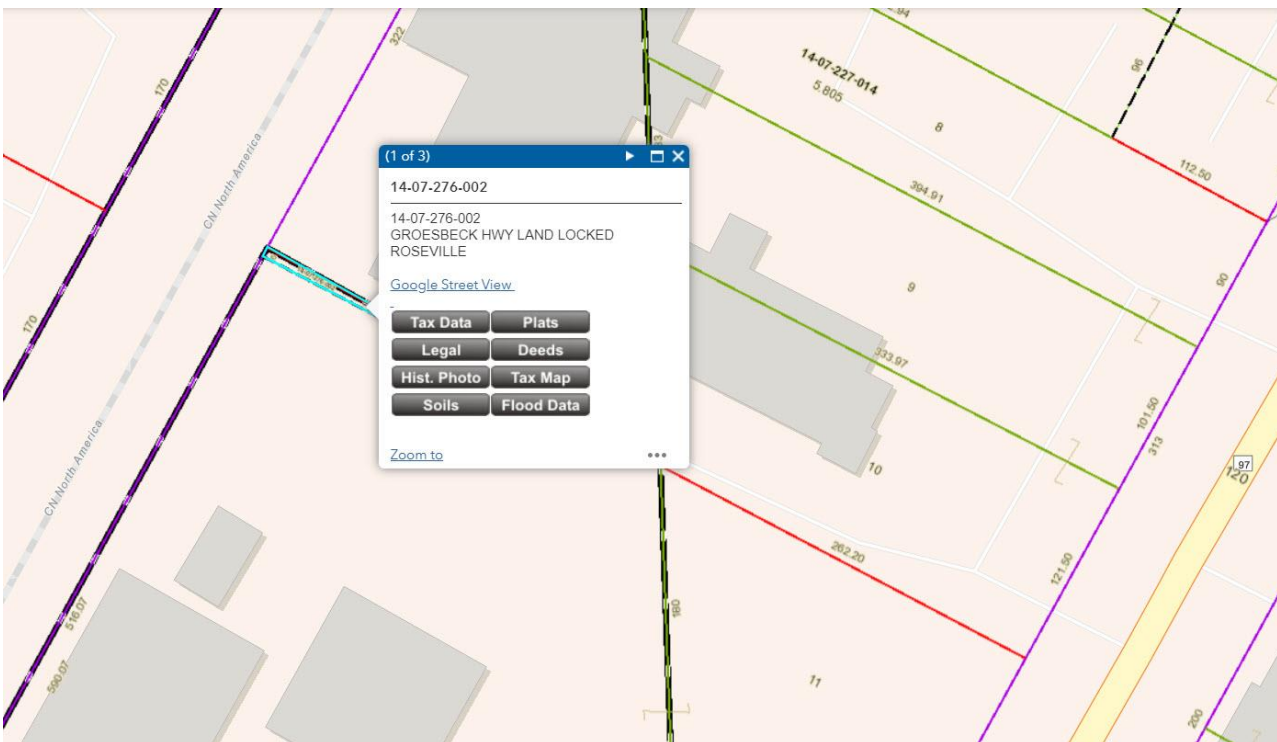 .94
322
170
96
14-07-227-014
5.805
8
CN North America
112.50
(1 of 3)
14-07-276-002
14-07-276-002
GROESBECK HWY LAND LOCKED
ROSEVILLE
Google Street View
Tax Data Plats
Legal Deeds
Hist. Photo Tax Map
Soils Flood Data
Zoom to
394.91
9
90
170
333.97
101.50
313
97
120
10
CN North America
262.20
121.50
516.07
180
590.07
11
200